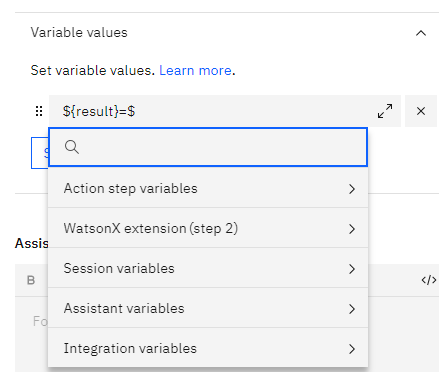 Variable values
Set variable values. Learn more.
${result}=$
Action step variables
WatsonX extension (step 2)
Session variables
Assis
Assistant variables
B
Integration variables
Fo